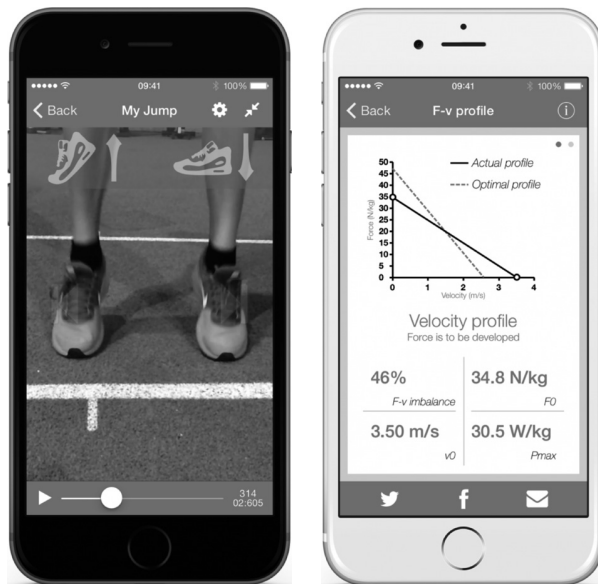 09:41
100%
Back
My Jump
314
02:605
09:41
100%
Back
F-v profile
50
45
40
35
30
25
20
15
10
5
0
Force (N/kg)
Actual profile
Optimal profile
0 1 2 3 4
Velocity (m/s)
Velocity profile
Force is to be developed
46%
F-v imbalance
34.8 N/kg
F0
3.50 m/s
v0
30.5 W/kg
Pmax